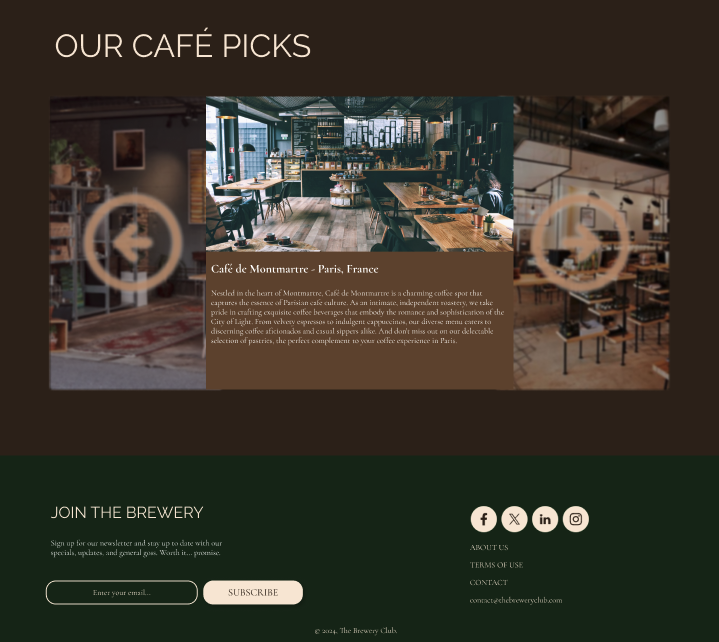 OUR CAFÉ PICKS
Café de Montmartre - Paris, France
Nestled in the heart of Montmartre, Café de Montmartre is a charming coffee spot that
captures the essence of Parisian cafe culture. As an intimate, independent roastery, we take
pride in crafting exquisite coffee beverages that embody the romance and sophistication of the
City of Light. From velvety espressos to indulgent cappuccinos, our diverse menu caters to
discerning coffee aficionados and casual sippers alike. And don't miss out on our delectable
selection of pastries, the perfect complement to your coffee experience in Paris.
JOIN THE BREWERY
Sign up for our newsletter and stay up to date with our
specials, updates, and general goss. Worth it... promise.
Enter your email...
SUBSCRIBE
ABOUT US
TERMS OF USE
CONTACT
contact@thebreweryclub.com
© 2024, The Brewery Club.